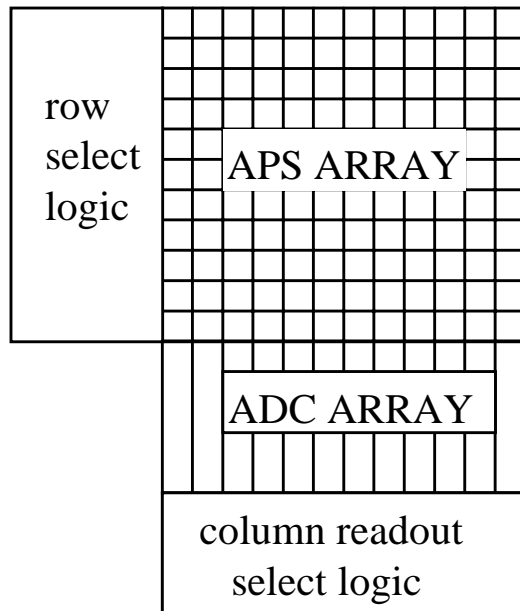 row
select
logic
APS ARRAY
ADC ARRAY
column readout
select logic